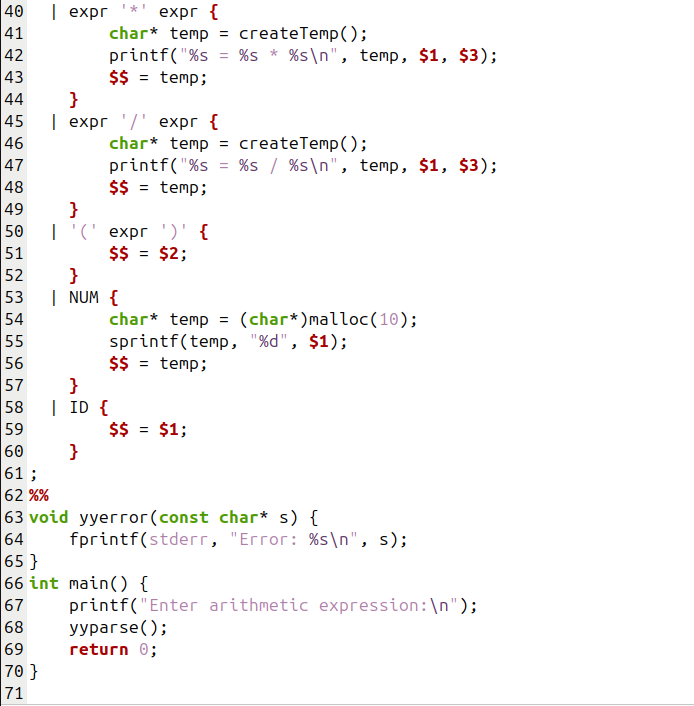 40   | expr '*' expr {
41         char* temp = createTemp();
42         printf("%s = %s * %s\n", temp, $1, $3);
43         $$ = temp;
44     }
45   | expr '/' expr {
46         char* temp = createTemp();
47         printf("%s = %s / %s\n", temp, $1, $3);
48         $$ = temp;
49     }
50   | '(' expr ')' {
51         $$ = $2;
52     }
53   | NUM {
54         char* temp = (char*)malloc(10);
55         sprintf(temp, "%d", $1);
56         $$ = temp;
57     }
58   | ID {
59         $$ = $1;
60     }
61 ;
62 %%
63 void yyerror(const char* s) {
64     fprintf(stderr, "Error: %s\n", s);
65 }
66 int main() {
67     printf("Enter arithmetic expression:\n");
68     yyparse();
69     return 0;
70 }
71